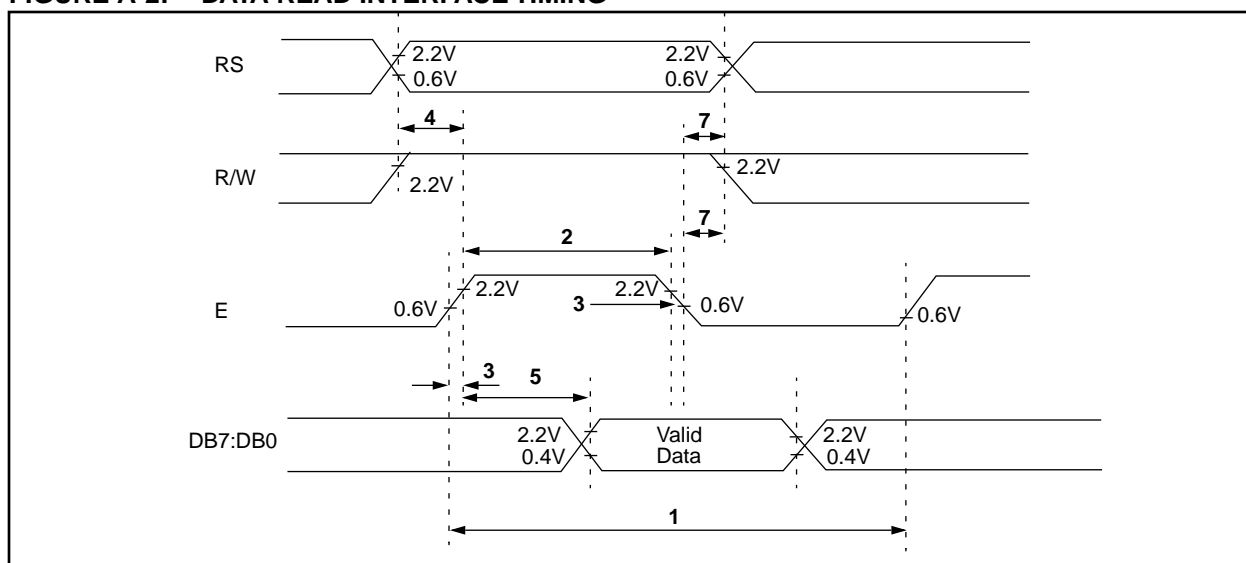 FIGURE A-2: DATA READ INTERFACE TIMING
RS
2.2V
0.6V
2.2V
0.6V
4
7
R/W
2.2V
2.2V
7
2
E
0.6V
2.2V
2.2V
3
0.6V
0.6V
3
5
DB7:DB0
2.2V
0.4V
Valid
Data
2.2V
0.4V
1